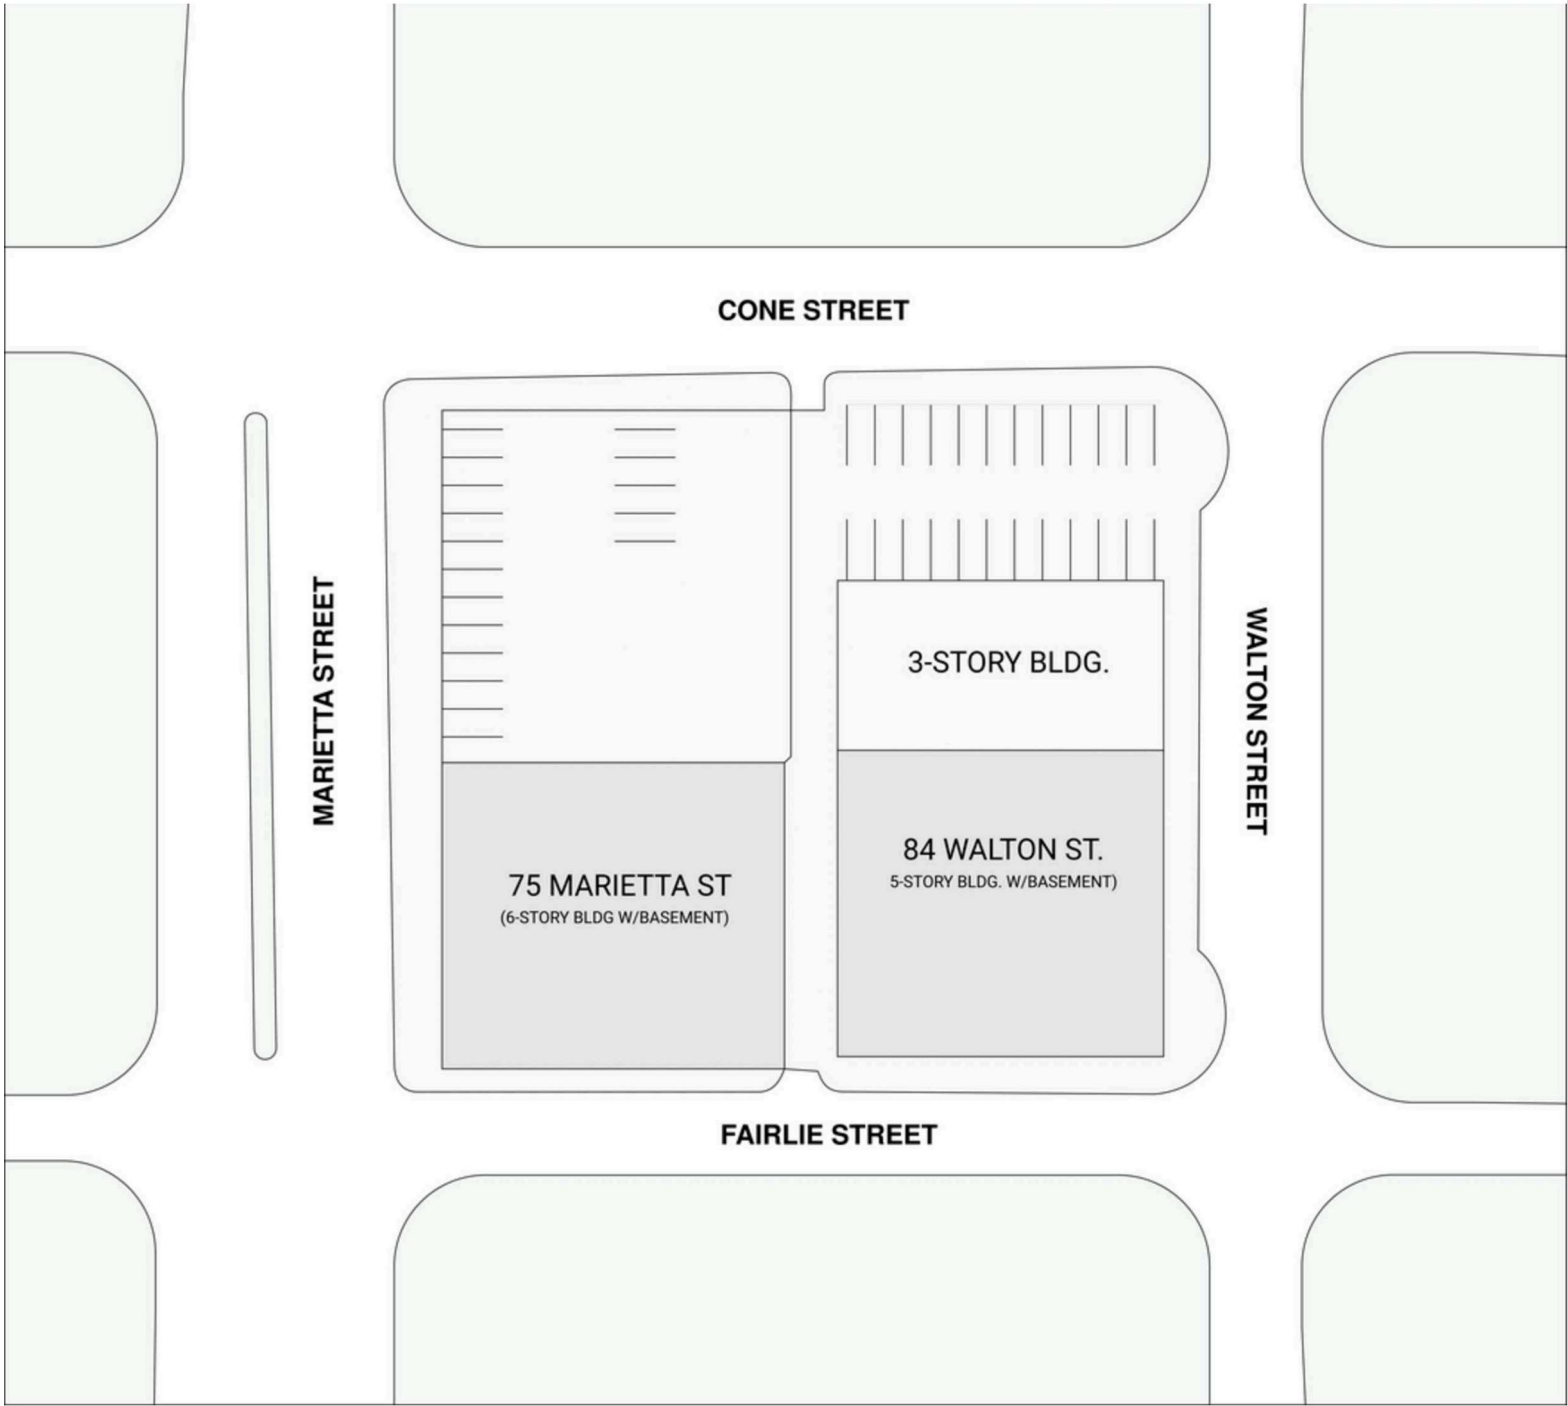 CONE STREET
MARIETTA STREET
3-STORY BLDG.
WALTON STREET
84 WALTON ST.
5-STORY BLDG. W/BASEMENT)
75 MARIETTA ST
(6-STORY BLDG W/BASEMENT)
FAIRLIE STREET